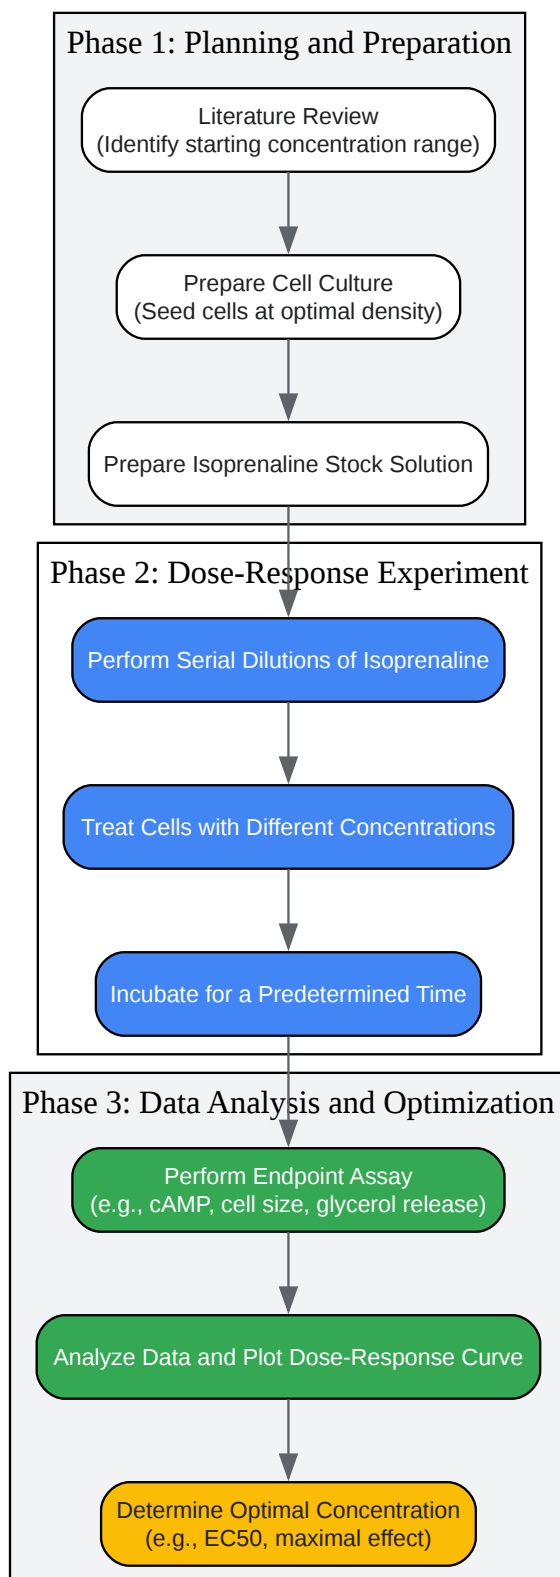 Phase 1: Planning and Preparation
Literature Review
(Identify starting concentration range)
Prepare Cell Culture
(Seed cells at optimal density)
Prepare Isoprenaline Stock Solution
Phase 2: Dose-Response Experiment
Perform Serial Dilutions of Isoprenaline
Treat Cells with Different Concentrations
Incubate for a Predetermined Time
Phase 3: Data Analysis and Optimization
Perform Endpoint Assay
(e.g., cAMP, cell size, glycerol release)
Analyze Data and Plot Dose-Response Curve
Determine Optimal Concentration
(e.g., EC50, maximal effect)